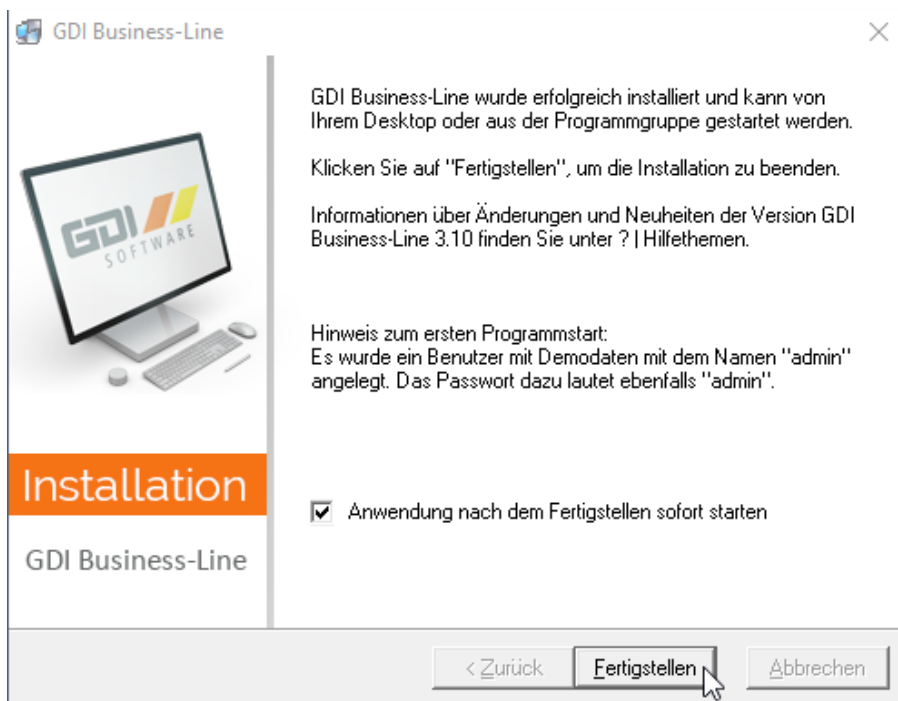 GDI Business-Line
GDI Business-Line wurde erfolgreich installiert und kann von
Ihrem Desktop oder aus der Programmgruppe gestartet werden.
Klicken Sie auf "Fertigstellen", um die Installation zu beenden.
Informationen über Änderungen und Neuheiten der Version GDI
Business-Line 3.10 finden Sie unter ? | Hilfethemen.
GDI
SOFTWARE
Hinweis zum ersten Programmstart:
Es wurde ein Benutzer mit Demodaten mit dem Namen "admin"
angelegt. Das Passwort dazu lautet ebenfalls "admin".
Installation
GDI Business-Line
Anwendung nach dem Fertigstellen sofort starten
< Zurück
Fertigstellen
Abbrechen